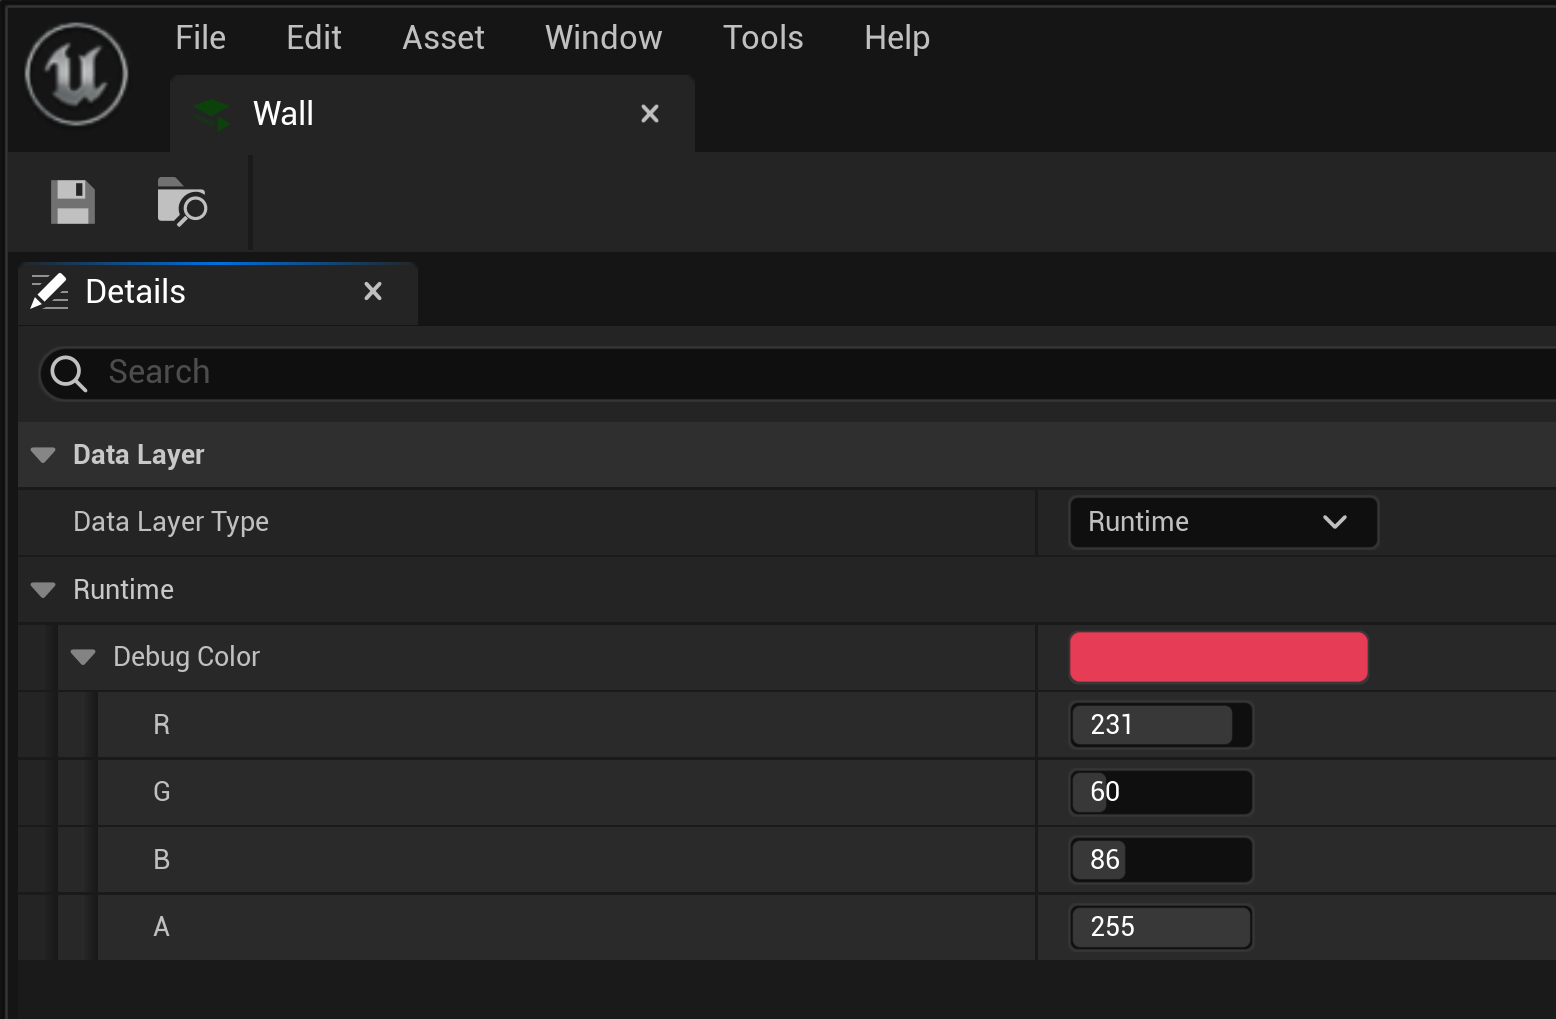 File Edit Asset Window Tools Help
Wall
Details
Search
Data Layer
Data Layer Type Runtime
Runtime
Debug Color
R 231
G 60
B 86
A 255